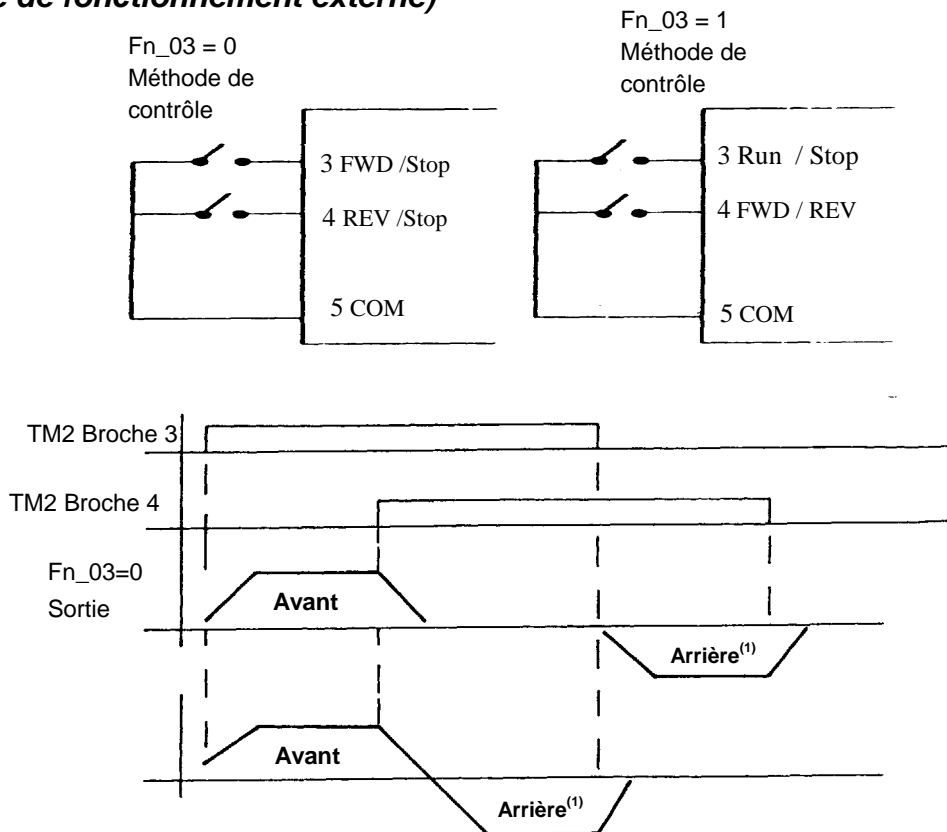 de fonctionnement externe)
Fn_03 = 0
Méthode de
contrôle
3 FWD /Stop
4 REV /Stop
5 COM
Fn_03 = 1
Méthode de
contrôle
3 Run / Stop
4 FWD / REV
5 COM
TM2 Broche 3
TM2 Broche 4
Fn_03=0
Sortie
Avant
Arrière(1)
Avant
Arrière(1)